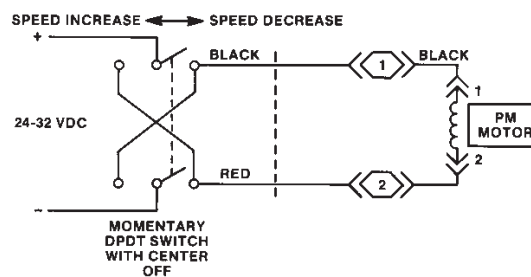 SPEED INCREASE SPEED DECREASE
+
BLACK
1
BLACK
1
24-32 VDC
PM
MOTOR
2
RED
2
–
MOMENTARY
DPDT SWITCH
WITH CENTER
OFF